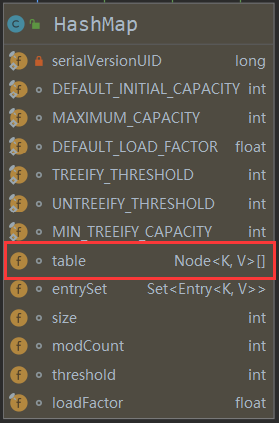 HashMap
serialVersionUID long
DEFAULT_INITIAL_CAPACITY int
MAXIMUM_CAPACITY int
DEFAULT_LOAD_FACTOR float
TREEIFY_THRESHOLD int
UNTREEIFY_THRESHOLD int
MIN_TREEIFY_CAPACITY int
table Node<K, V>[]
entrySet Set<Entry<K, V>>
size int
modCount int
threshold int
loadFactor float